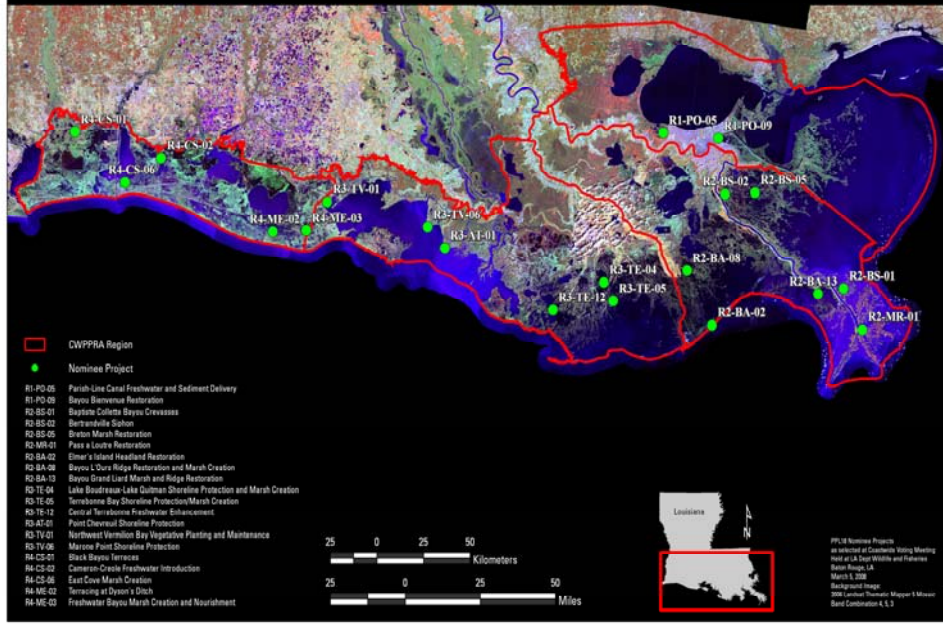 R4-CS-01
R4-CS-02
R4-CS-06
R4-ME-02
R4-ME-03
R3-TV-01
R3-TV-06
R3-AT-01
R3-TE-04
R3-TE-05
R3-TE-12
R1-PO-05
R1-PO-09
R2-BS-02
R2-BS-05
R2-BA-08
R2-BA-02
R2-BA-13
R2-BS-01
R2-MR-01
CWPPRA Region
Nominee Project
R1-PO-05 Parish-Line Canal Freshwater and Sediment Delivery
R1-PO-09 Bayou Bienvenue Restoration
R2-BS-01 Baptiste Collette Bayou Crevasses
R2-BS-02 Bertrandville Siphon
R2-BS-05 Breton Marsh Restoration
R2-MR-01 Pass a Loutre Restoration
R2-BA-02 Elmer's Island Headland Restoration
R2-BA-08 Bayou L'Ours Ridge Restoration and Marsh Creation
R2-BA-13 Bayou Grand Liard Marsh and Ridge Restoration
R3-TE-04 Lake Boudreaux-Lake Quitman Shoreline Protection and Marsh Creation
R3-TE-05 Terrebonne Bay Shoreline Protection/Marsh Creation
R3-TE-12 Central Terrebonne Freshwater Enhancement
R3-AT-01 Point Chevreuil Shoreline Protection
R3-TV-01 Northwest Vermilion Bay Vegetative Planting and Maintenance
R3-TV-06 Marone Point Shoreline Protection
R4-CS-01 Black Bayou Terraces
R4-CS-02 Cameron-Creole Freshwater Introduction
R4-CS-06 East Cove Marsh Creation
R4-ME-02 Terracing at Dyson's Ditch
R4-ME-03 Freshwater Bayou Marsh Creation and Nourishment
25 0 25 50
Kilometers
25 0 25 50
Miles
Louisiana
N
PPL18 Nominee Projects
as selected at Coastwide Voting Meeting
Held at LA Dept Wildlife and Fisheries
Baton Rouge, LA
March 5, 2008
Background Image:
2006 Landsat Thematic Mapper 5 Mosaic
Band Combination 4, 5, 3